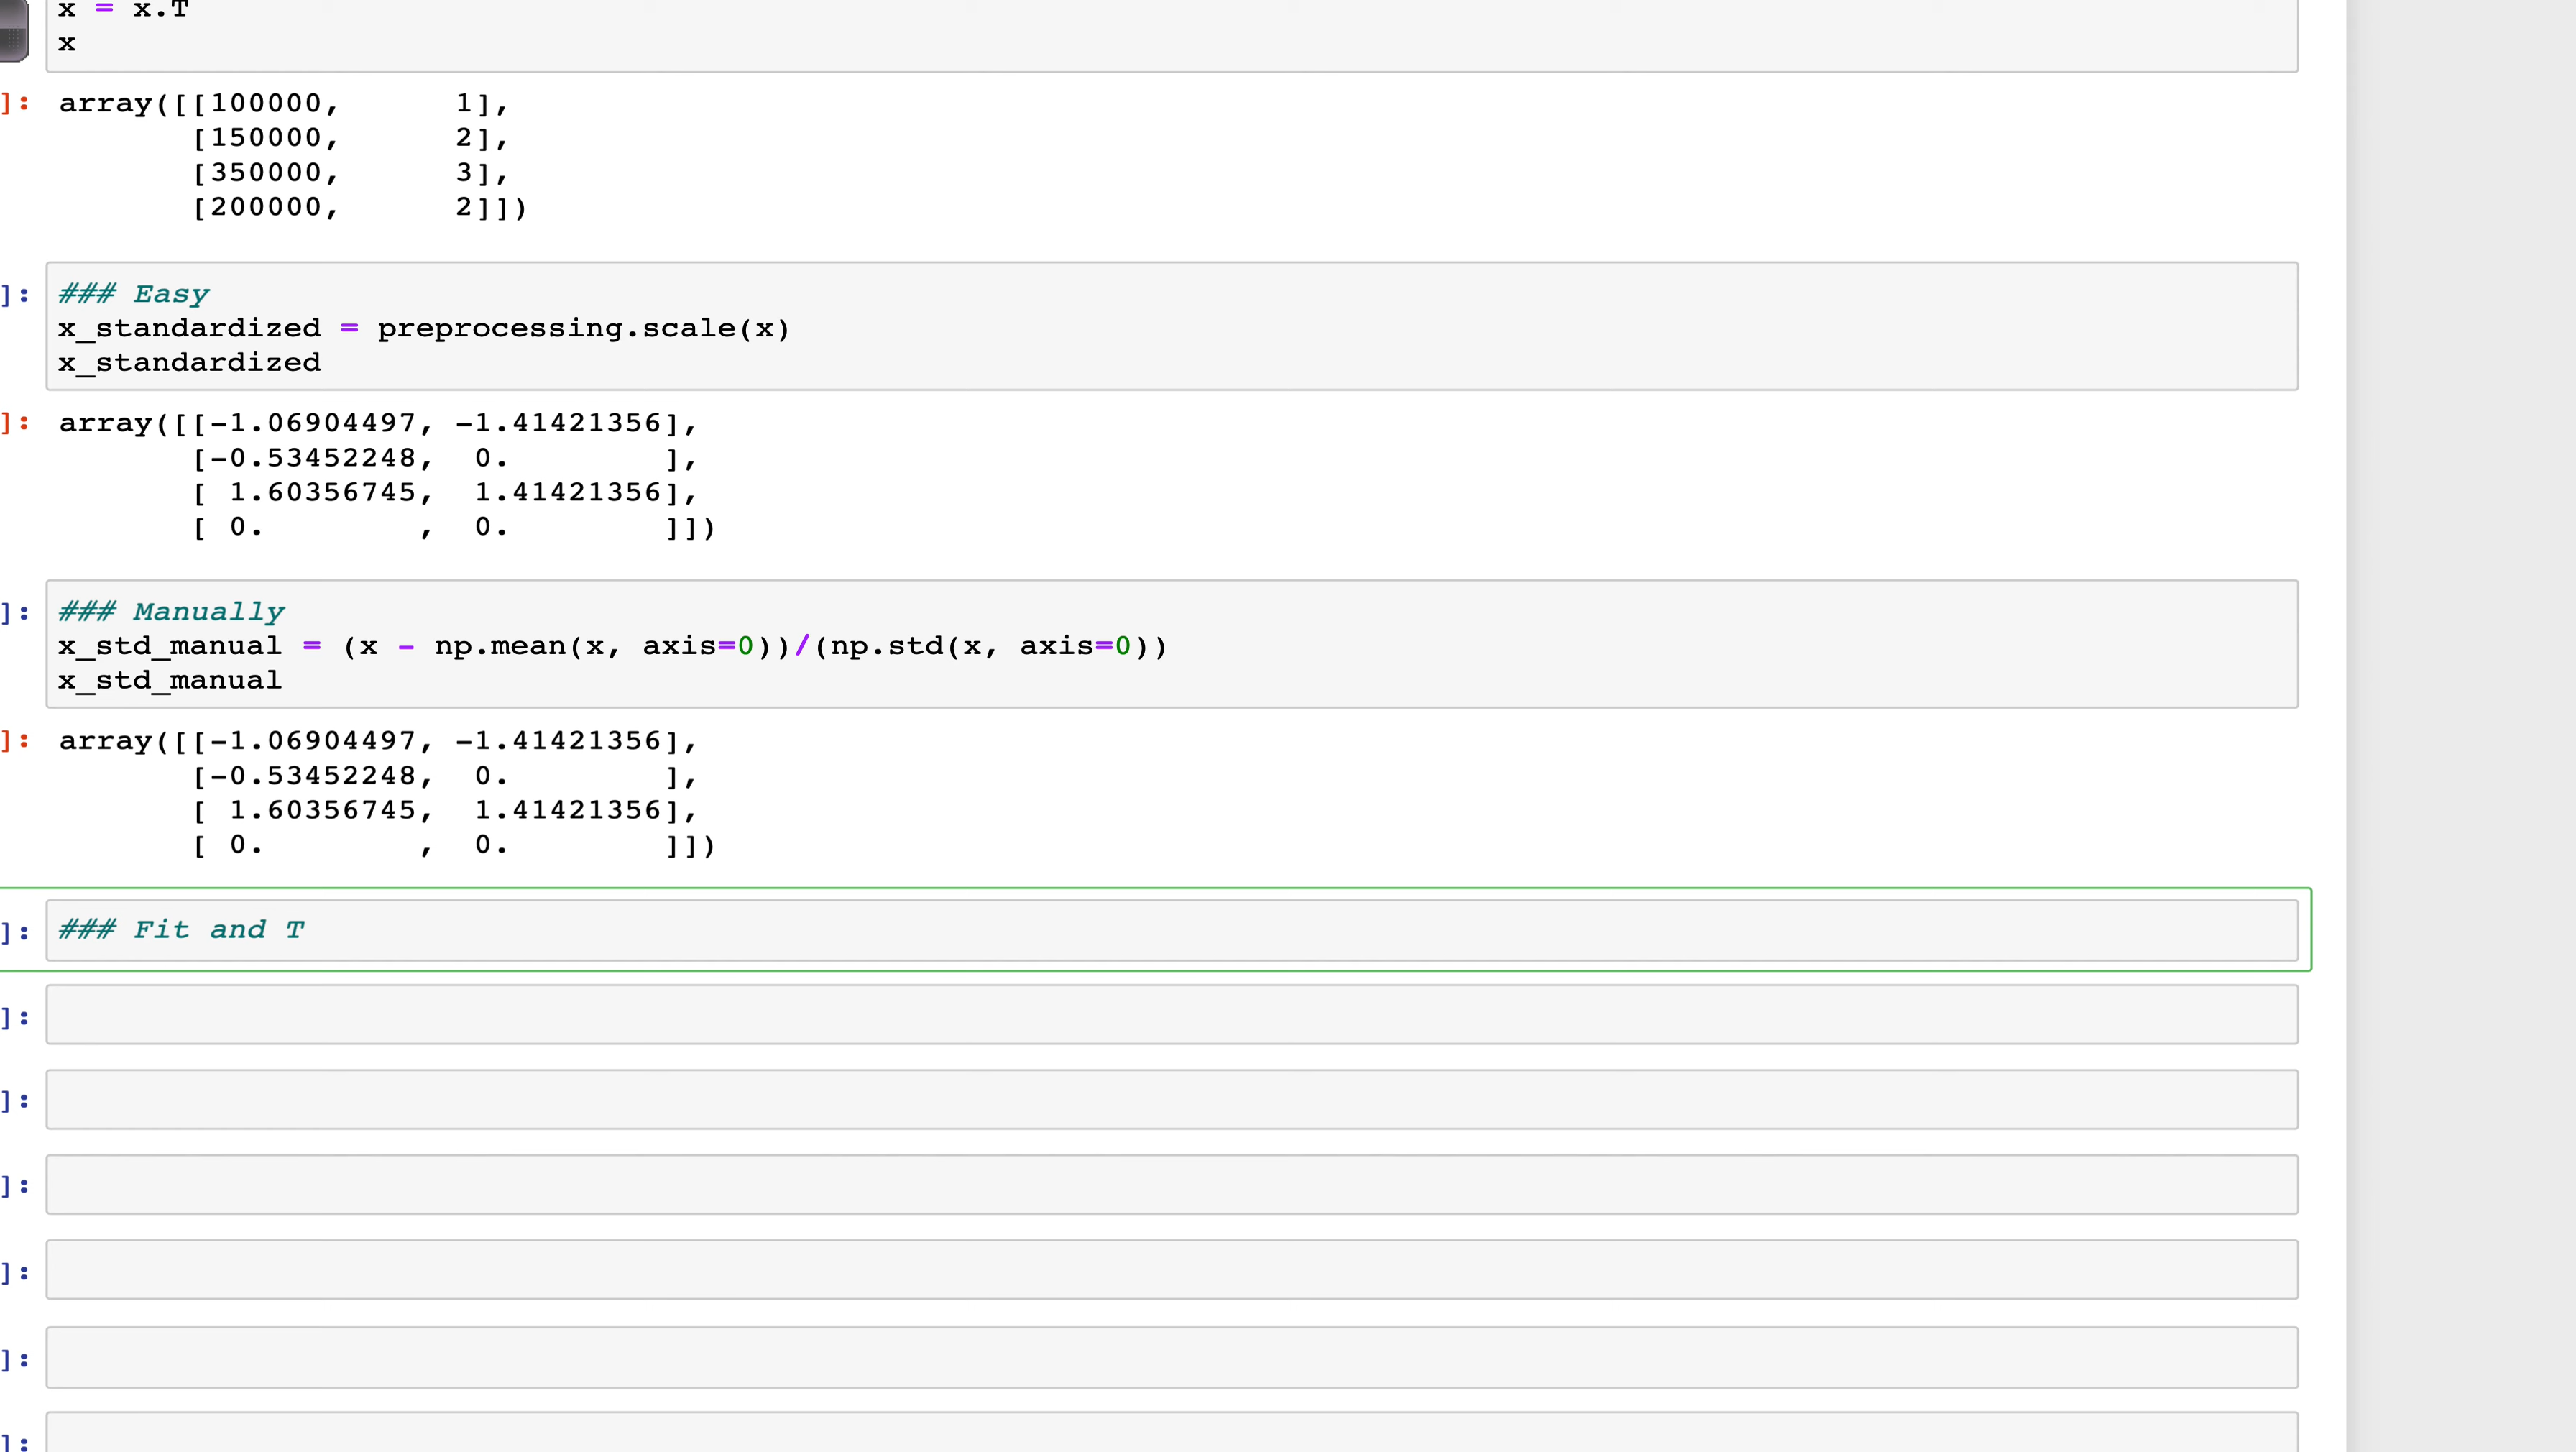 x = x.T
x
]: array([[100000,      1],
       [150000,      2],
       [350000,      3],
       [200000,      2]])
]: ### Easy
x_standardized = preprocessing.scale(x)
x_standardized
]: array([[-1.06904497, -1.41421356],
       [-0.53452248,  0.        ],
       [ 1.60356745,  1.41421356],
       [ 0.        ,  0.        ]])
]: ### Manually
x_std_manual = (x - np.mean(x, axis=0))/(np.std(x, axis=0))
x_std_manual
]: array([[-1.06904497, -1.41421356],
       [-0.53452248,  0.        ],
       [ 1.60356745,  1.41421356],
       [ 0.        ,  0.        ]])
]: ### Fit and T
]:
]:
]:
]:
]:
]: